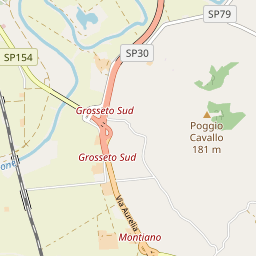 SP79
SP30
SP154
Grosseto Sud
Poggio
Cavallo
181 m
Grosseto Sud
Via Aurelia
Montiano